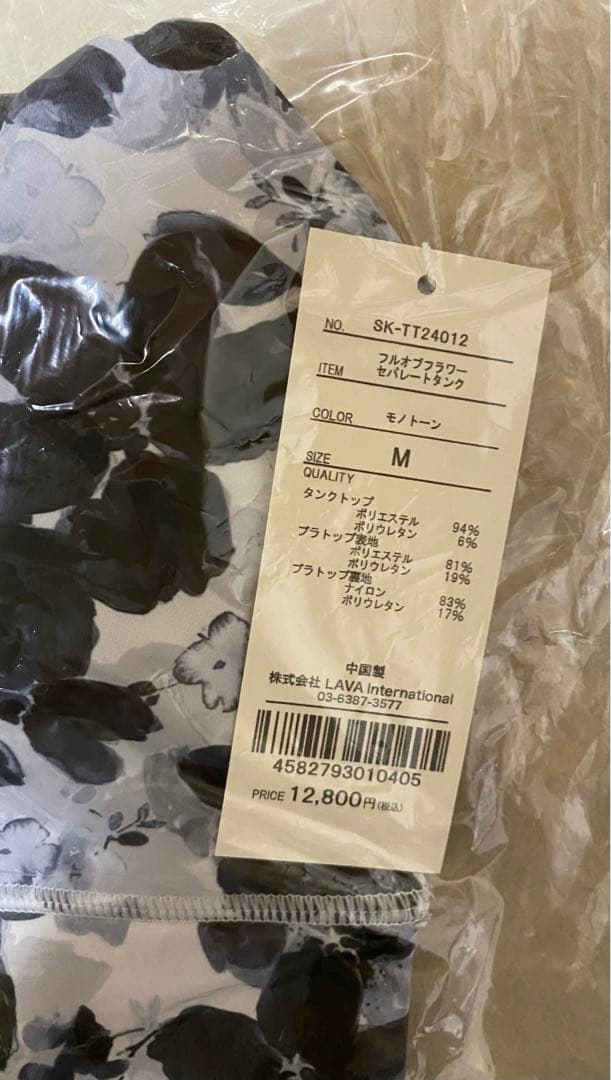 NO. SK-TT24012
ITEM フルオブフラワー
セパレートタンク
COLOR モノトーン
SIZE M
QUALITY
タンクトップ
ポリエステル 94%
ポリウレタン 6%
ブラトップ表地
ポリエステル 81%
ポリウレタン 19%
ブラトップ裏地
ナイロン 83%
ポリウレタン 17%
中国製
株式会社 LAVA International
03-6387-3577
4582793010405
PRICE 12,800円(税込)